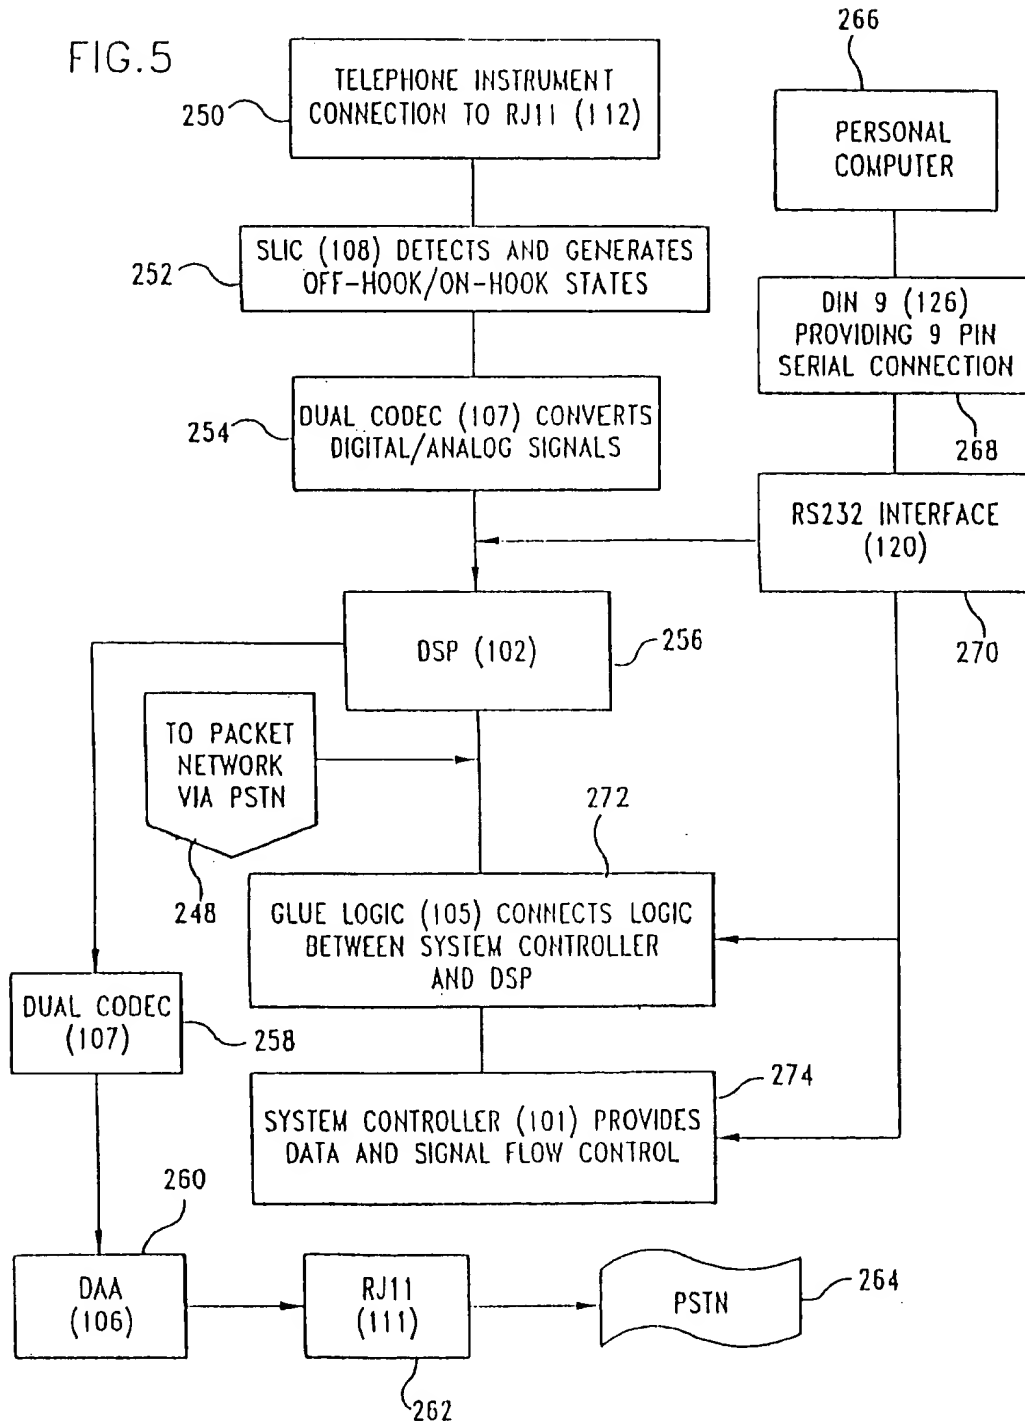 FIG.5
266
TELEPHONE INSTRUMENT
CONNECTION TO RJ11 (112)
250
PERSONAL
COMPUTER
SLIC (108) DETECTS AND GENERATES
OFF-HOOK/ON-HOOK STATES
252
DIN 9 (126)
PROVIDING 9 PIN
SERIAL CONNECTION
268
DUAL CODEC (107) CONVERTS
DIGITAL/ANALOG SIGNALS
254
RS232 INTERFACE
(120)
270
DSP (102)
256
TO PACKET
NETWORK
VIA PSTN
248
272
GLUE LOGIC (105) CONNECTS LOGIC
BETWEEN SYSTEM CONTROLLER
AND DSP
DUAL CODEC
(107)
258
274
SYSTEM CONTROLLER (101) PROVIDES
DATA AND SIGNAL FLOW CONTROL
260
DAA
(106)
RJ11
(111)
262
PSTN
264